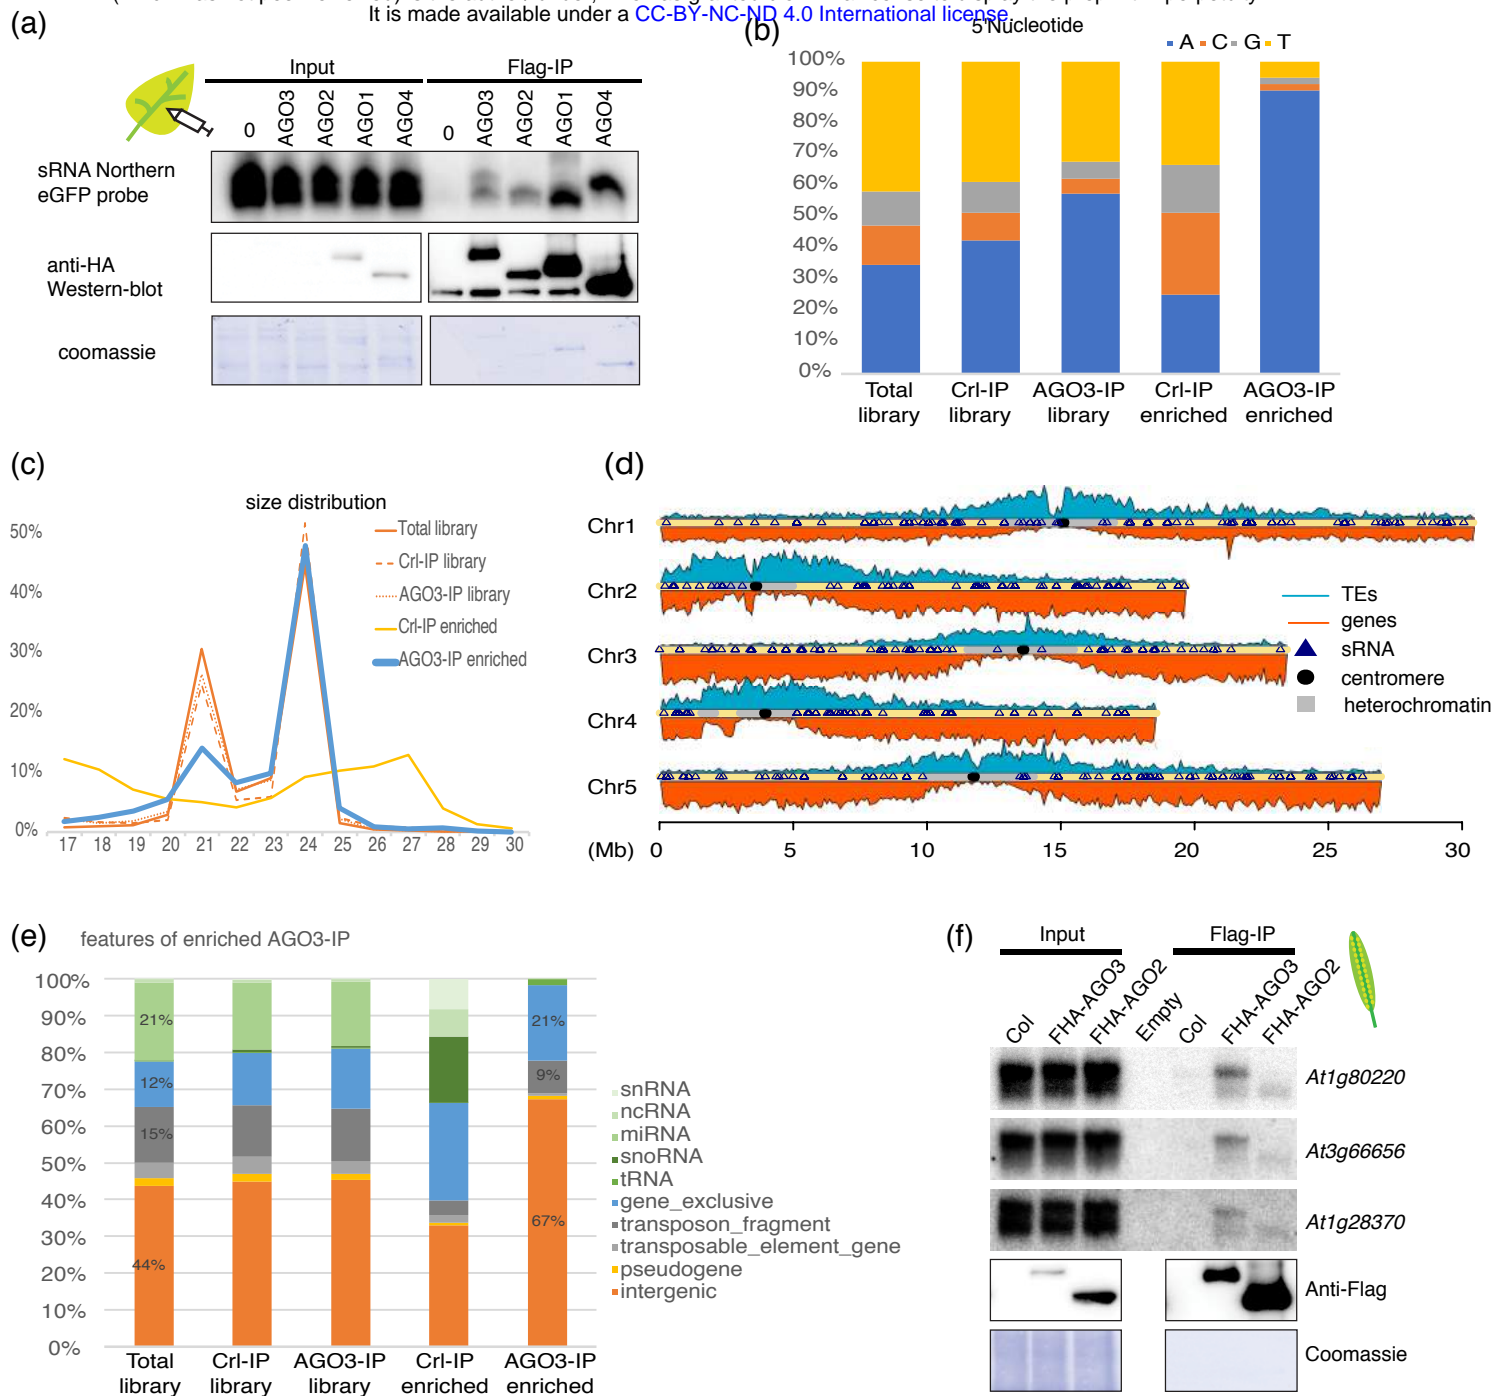 It is made available under a CC-BY-NC-ND 4.0 International license.
(a)
Input
Flag-IP
0 AGO3 AGO2 AGO1 AGO4
0 AGO3 AGO2 AGO1 AGO4
sRNA Northern
eGFP probe
anti-HA
Western-blot
coomassie
(b)
5'Nucleotide
A C G T
100%
90%
80%
70%
60%
50%
40%
30%
20%
10%
0%
Total library
Crl-IP library
AGO3-IP library
Crl-IP enriched
AGO3-IP enriched
(c)
size distribution
50%
40%
30%
20%
10%
0%
Total library
Crl-IP library
AGO3-IP library
Crl-IP enriched
AGO3-IP enriched
17 18 19 20 21 22 23 24 25 26 27 28 29 30
(d)
Chr1
Chr2
Chr3
Chr4
Chr5
TEs
genes
sRNA
centromere
heterochromatin
(Mb) 0 5 10 15 20 25 30
(e)
features of enriched AGO3-IP
100%
90%
80%
70%
60%
50%
40%
30%
20%
10%
0%
21%
12%
15%
44%
21%
9%
67%
snRNA
ncRNA
miRNA
snoRNA
tRNA
gene_exclusive
transposon_fragment
transposable_element_gene
pseudogene
intergenic
Total library
Crl-IP library
AGO3-IP library
Crl-IP enriched
AGO3-IP enriched
(f)
Input
Flag-IP
Col FHA-AGO3 FHA-AGO2 Empty Col FHA-AGO3 FHA-AGO2
At1g80220
At3g66656
At1g28370
Anti-Flag
Coomassie